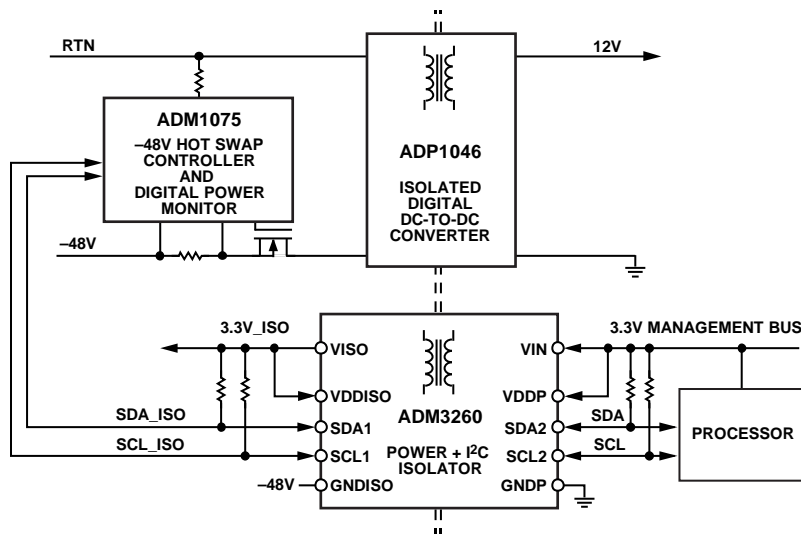 RTN
12V
ADM1075
–48V HOT SWAP
CONTROLLER
AND
DIGITAL POWER
MONITOR
ADP1046
ISOLATED
DIGITAL
DC-TO-DC
CONVERTER
–48V
3.3V_ISO
3.3V MANAGEMENT BUS
VISO
VIN
VDDISO
VDDP
ADM3260
SDA_ISO
SDA1
SDA2
SDA
PROCESSOR
POWER + I²C
ISOLATOR
SCL_ISO
SCL1
SCL2
SCL
–48V
GNDISO
GNDP